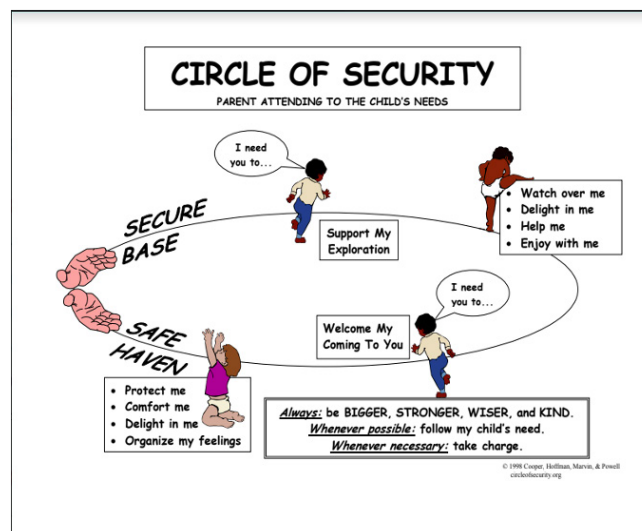 CIRCLE OF SECURITY
PARENT ATTENDING TO THE CHILD'S NEEDS
I need
you to...
SECURE
BASE
Support My
Exploration
• Watch over me
• Delight in me
• Help me
• Enjoy with me
I need
you to...
Welcome My
Coming To You
SAFE
HAVEN
• Protect me
• Comfort me
• Delight in me
• Organize my feelings
Always: be BIGGER, STRONGER, WISER, and KIND.
Whenever possible: follow my child's need.
Whenever necessary: take charge.
© 1998 Cooper, Hoffman, Marvin, & Powell
circleofsecurity.org